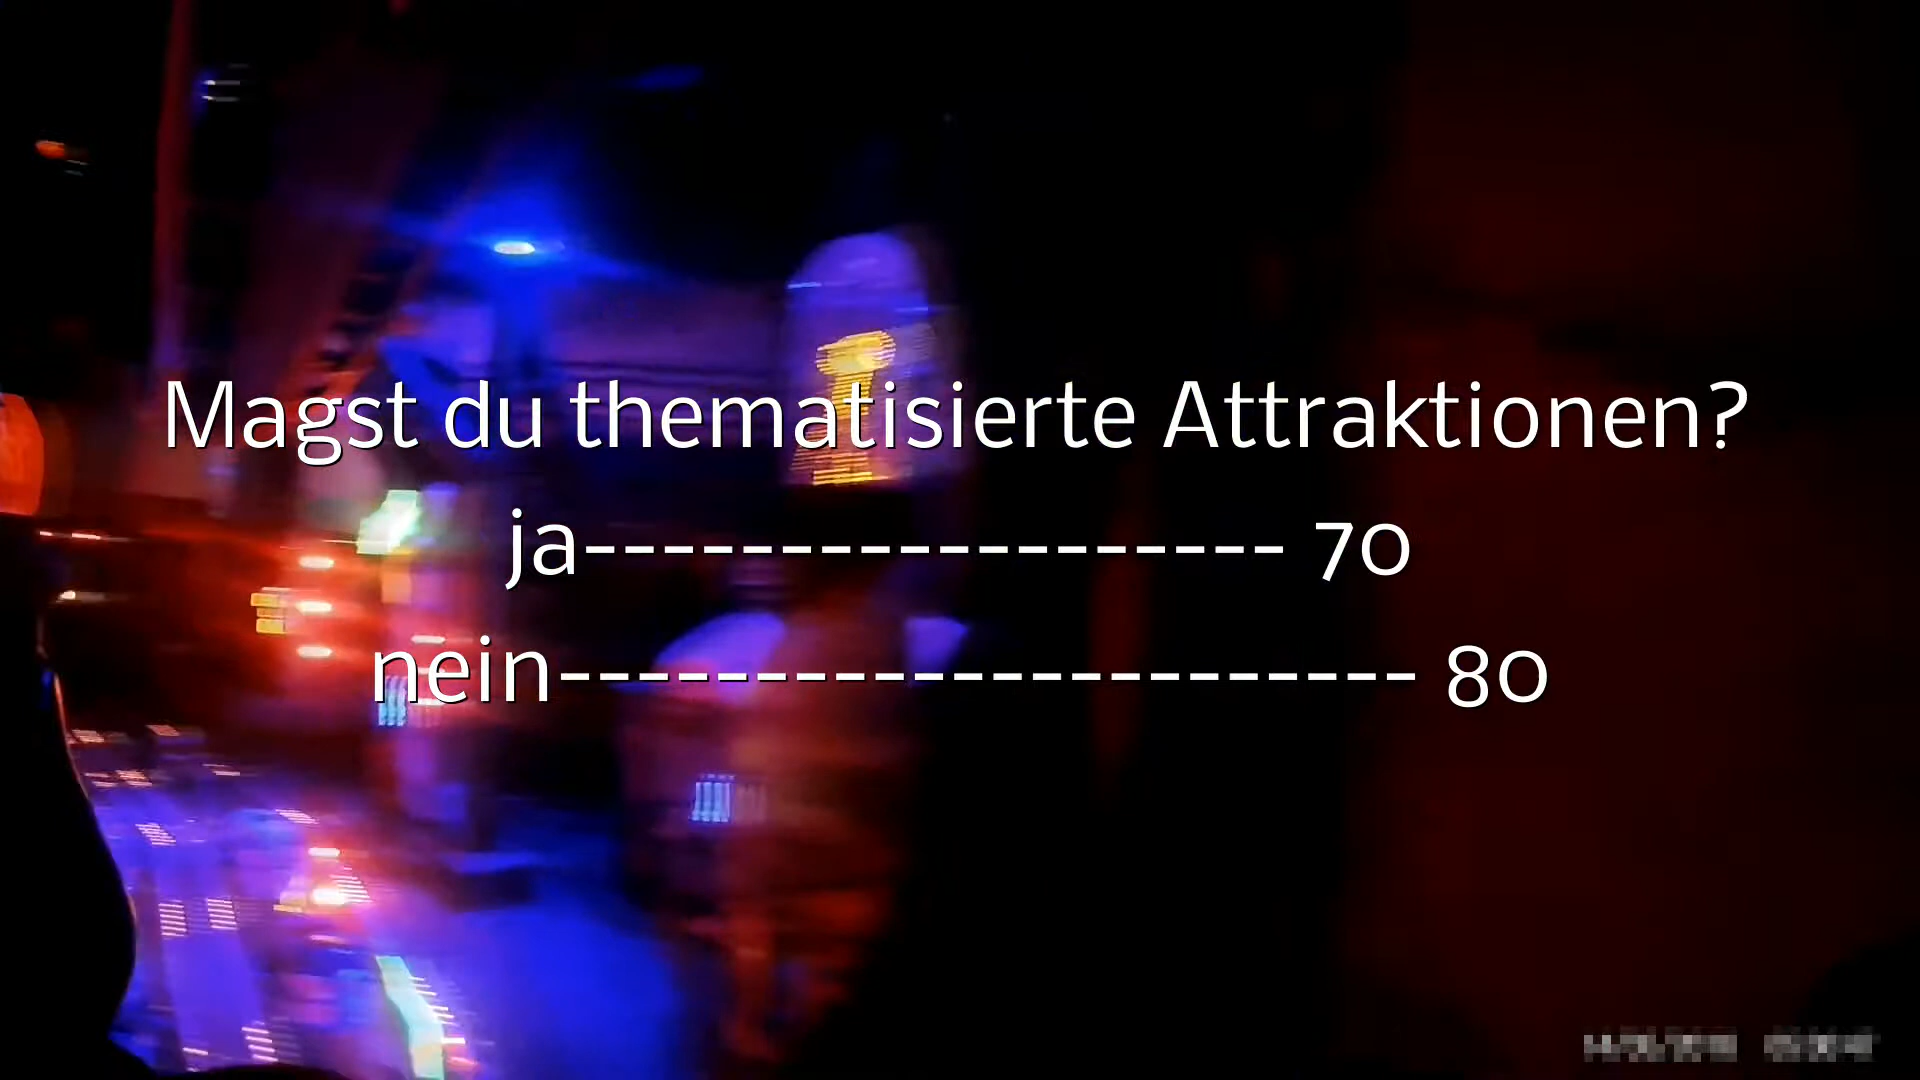 Magst du thematisierte Attraktionen?
ja------------------ 70
nein---------------------- 80